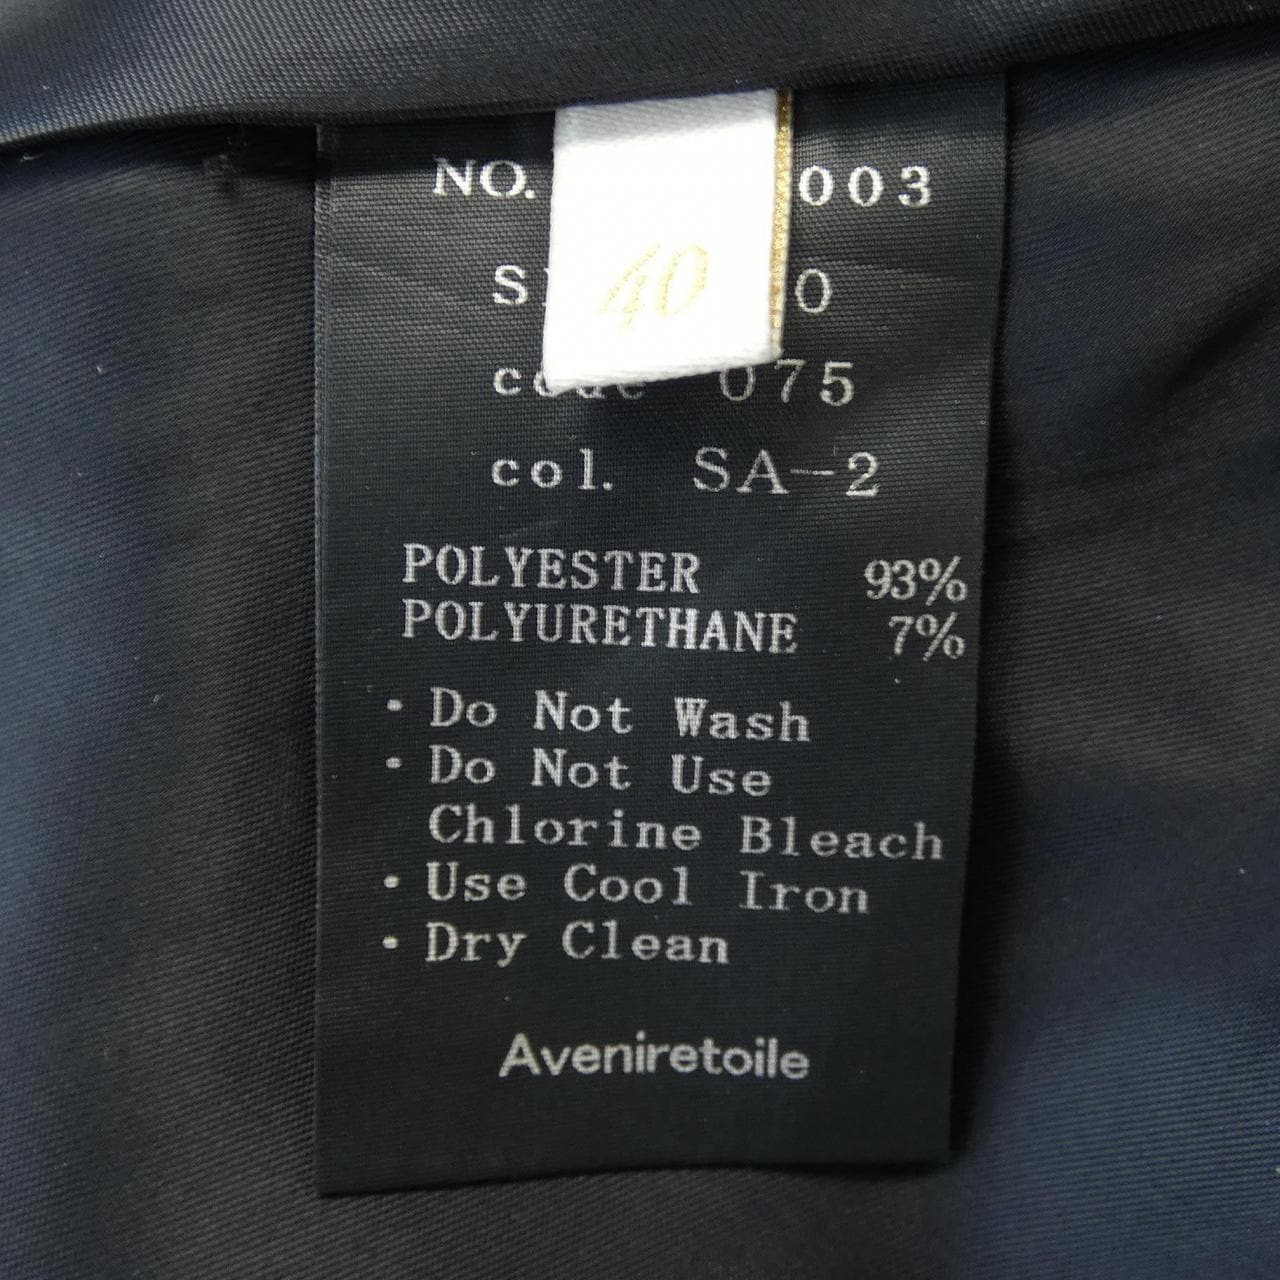 NO. 003
40
075
col. SA-2
POLYESTER 93%
POLYURETHANE 7%
・Do Not Wash
・Do Not Use
Chlorine Bleach
・Use Cool Iron
・Dry Clean
Aveniretoile